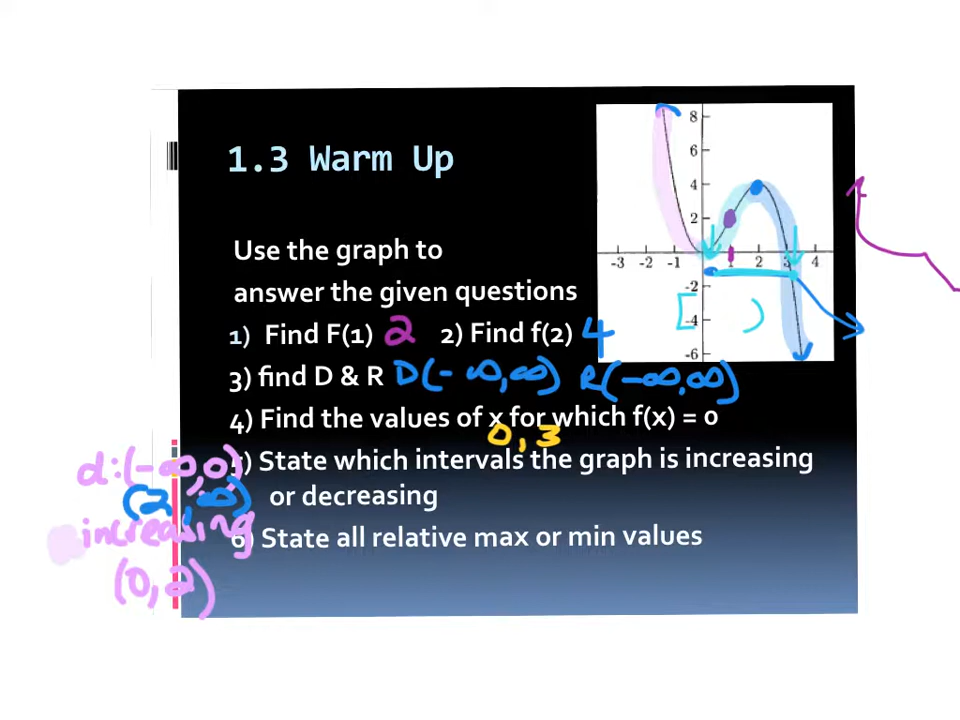 1.3 Warm Up
8
6
4
2
-3 -2 -1 1 2 3 4
-2
-4
-6
[ )
Use the graph to
answer the given questions
1) Find F(1) 2 2) Find f(2) 4
3) find D & R D(-∞,∞) R(-∞,∞)
4) Find the values of x for which f(x) = 0
0,3
5) State which intervals the graph is increasing
or decreasing
6) State all relative max or min values
d:(-∞,0)
(2,∞)
increasing
(0,2)